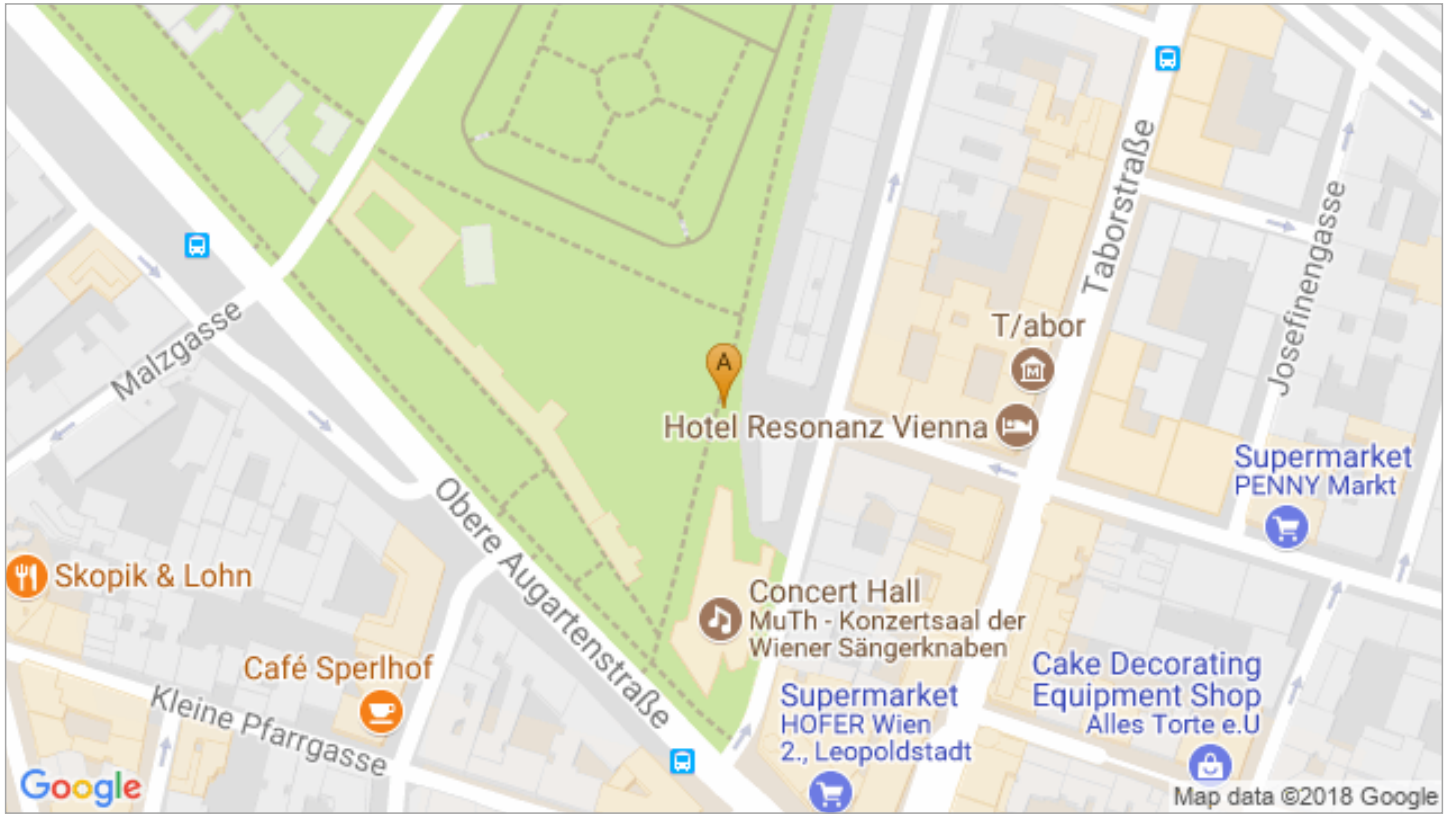 Taborstraße
Josefinengasse
Malzgasse
A
T/abor
Hotel Resonanz Vienna
Supermarket
PENNY Markt
Obere Augartenstraße
Skopik & Lohn
Concert Hall
MuTh - Konzertsaal der
Wiener Sängerknaben
Café Sperlhof
Kleine Pfarrgasse
Supermarket
HOFER Wien
2., Leopoldstadt
Cake Decorating
Equipment Shop
Alles Torte e.U
Google
Map data ©2018 Google